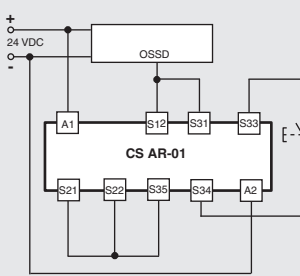 +
24 VDC
-
OSSD
A1 S12 S31 S33
CS AR-01
S21 S22 S35 S34 A2